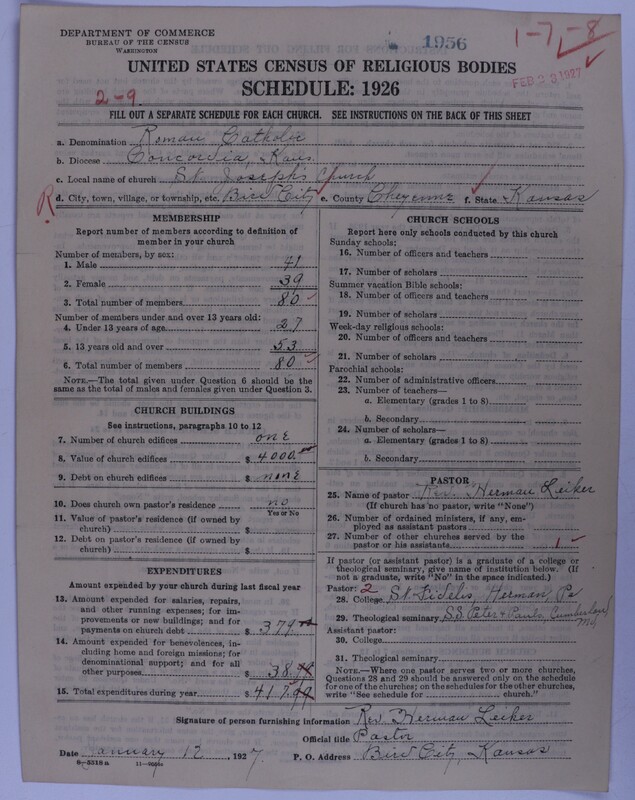 DEPARTMENT OF COMMERCE
BUREAU OF THE CENSUS
WASHINGTON
1956
1-7, -8
FEB 23 1927
UNITED STATES CENSUS OF RELIGIOUS BODIES
SCHEDULE: 1926
2-9
FILL OUT A SEPARATE SCHEDULE FOR EACH CHURCH. SEE INSTRUCTIONS ON THE BACK OF THIS SHEET
a. Denomination Roman Catholic
b. Diocese Concordia, Kans.
c. Local name of church St. Joseph's Church
R d. City, town, village, or township, etc. Bird City e. County Cheyenne f. State Kansas
MEMBERSHIP
Report number of members according to definition of member in your church
Number of members, by sex:
1. Male 41
2. Female 39
3. Total number of members 80
Number of members under and over 13 years old:
4. Under 13 years of age 27
5. 13 years old and over 53
6. Total number of members 80
NOTE.—The total given under Question 6 should be the same as the total of males and females given under Question 3.
CHURCH BUILDINGS
See instructions, paragraphs 10 to 12
7. Number of church edifices one
8. Value of church edifices $ 4000
9. Debt on church edifices $ none
10. Does church own pastor's residence no
Yes or No
11. Value of pastor's residence (if owned by church) $
12. Debt on pastor's residence (if owned by church) $
EXPENDITURES
Amount expended by your church during last fiscal year
13. Amount expended for salaries, repairs, and other running expenses; for improvements or new buildings; and for payments on church debt $ 379
14. Amount expended for benevolences, including home and foreign missions; for denominational support; and for all other purposes $ 38
15. Total expenditures during year $ 417
CHURCH SCHOOLS
Report here only schools conducted by this church
Sunday schools:
16. Number of officers and teachers
17. Number of scholars
Summer vacation Bible schools:
18. Number of officers and teachers
19. Number of scholars
Week-day religious schools:
20. Number of officers and teachers
21. Number of scholars
Parochial schools:
22. Number of administrative officers
23. Number of teachers—
a. Elementary (grades 1 to 8)
b. Secondary
24. Number of scholars—
a. Elementary (grades 1 to 8)
b. Secondary
PASTOR
25. Name of pastor Rev. Herman Leiker
(If church has no pastor, write "None")
26. Number of ordained ministers, if any, employed as assistant pastors
27. Number of other churches served by the pastor or his assistants 1
If pastor (or assistant pastor) is a graduate of a college or theological seminary, give name of institution below. (If not a graduate, write "No" in the space indicated.)
Pastor: 2
28. College St. Fidelis, Herman, Pa
29. Theological seminary SS. Peter & Paul, Cumberland, Md
Assistant pastor:
30. College
31. Theological seminary
NOTE.—Where one pastor serves two or more churches, Questions 28 and 29 should be answered only on the schedule for one of the churches; on the schedules for the other churches, write "See schedule for church."
Signature of person furnishing information Rev. Herman Leiker
Official title Pastor
Date January 12, 1927. P. O. Address Bird City, Kansas
8-5518a